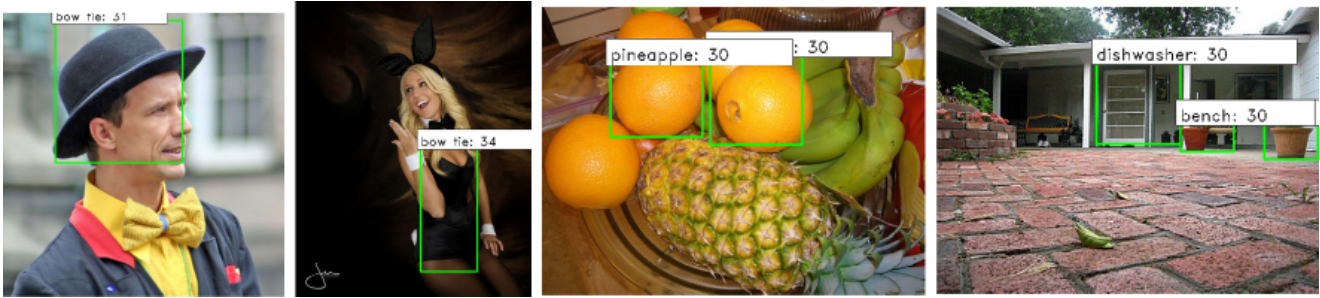 bow tie: 31
bow tie: 34
pineapple: 30
: 30
dishwasher: 30
bench: 30